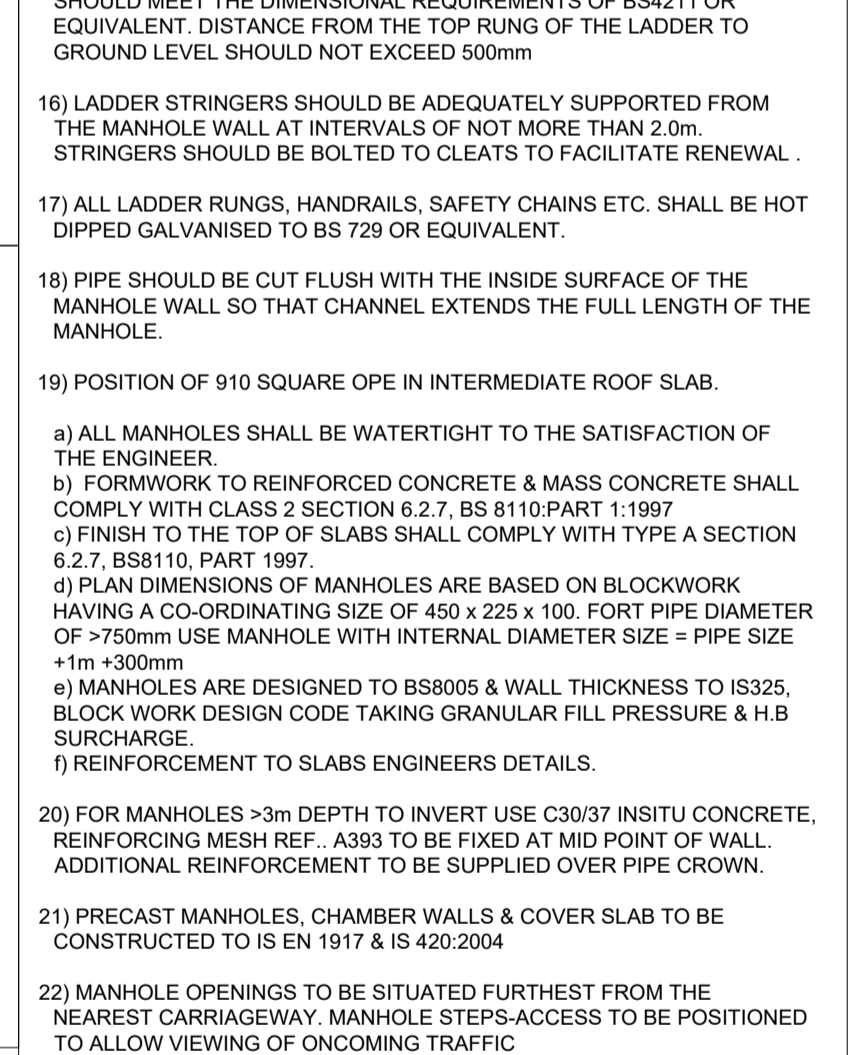 SHOULD MEET THE DIMENSIONAL REQUIREMENTS OF BS4211 OR
EQUIVALENT. DISTANCE FROM THE TOP RUNG OF THE LADDER TO
GROUND LEVEL SHOULD NOT EXCEED 500mm
16) LADDER STRINGERS SHOULD BE ADEQUATELY SUPPORTED FROM
THE MANHOLE WALL AT INTERVALS OF NOT MORE THAN 2.0m.
STRINGERS SHOULD BE BOLTED TO CLEATS TO FACILITATE RENEWAL .
17) ALL LADDER RUNGS, HANDRAILS, SAFETY CHAINS ETC. SHALL BE HOT
DIPPED GALVANISED TO BS 729 OR EQUIVALENT.
18) PIPE SHOULD BE CUT FLUSH WITH THE INSIDE SURFACE OF THE
MANHOLE WALL SO THAT CHANNEL EXTENDS THE FULL LENGTH OF THE
MANHOLE.
19) POSITION OF 910 SQUARE OPE IN INTERMEDIATE ROOF SLAB.
a) ALL MANHOLES SHALL BE WATERTIGHT TO THE SATISFACTION OF
THE ENGINEER.
b) FORMWORK TO REINFORCED CONCRETE & MASS CONCRETE SHALL
COMPLY WITH CLASS 2 SECTION 6.2.7, BS 8110:PART 1:1997
c) FINISH TO THE TOP OF SLABS SHALL COMPLY WITH TYPE A SECTION
6.2.7, BS8110, PART 1997.
d) PLAN DIMENSIONS OF MANHOLES ARE BASED ON BLOCKWORK
HAVING A CO-ORDINATING SIZE OF 450 x 225 x 100. FORT PIPE DIAMETER
OF >750mm USE MANHOLE WITH INTERNAL DIAMETER SIZE = PIPE SIZE
+1m +300mm
e) MANHOLES ARE DESIGNED TO BS8005 & WALL THICKNESS TO IS325,
BLOCK WORK DESIGN CODE TAKING GRANULAR FILL PRESSURE & H.B
SURCHARGE.
f) REINFORCEMENT TO SLABS ENGINEERS DETAILS.
20) FOR MANHOLES >3m DEPTH TO INVERT USE C30/37 INSITU CONCRETE,
REINFORCING MESH REF.. A393 TO BE FIXED AT MID POINT OF WALL.
ADDITIONAL REINFORCEMENT TO BE SUPPLIED OVER PIPE CROWN.
21) PRECAST MANHOLES, CHAMBER WALLS & COVER SLAB TO BE
CONSTRUCTED TO IS EN 1917 & IS 420:2004
22) MANHOLE OPENINGS TO BE SITUATED FURTHEST FROM THE
NEAREST CARRIAGEWAY. MANHOLE STEPS-ACCESS TO BE POSITIONED
TO ALLOW VIEWING OF ONCOMING TRAFFIC